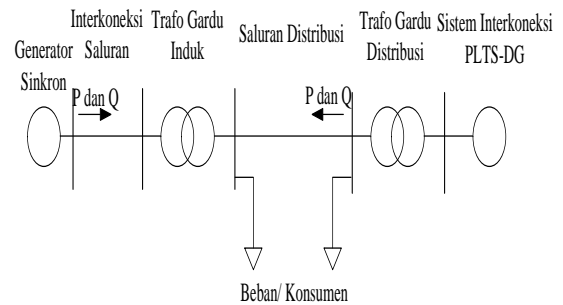 Generator
Sinkron
Interkoneksi
Saluran
Trafo Gardu
Induk
Saluran Distribusi
Trafo Gardu
Distribusi
Sistem Interkoneksi
PLTS-DG
P dan Q
P dan Q
Beban/ Konsumen